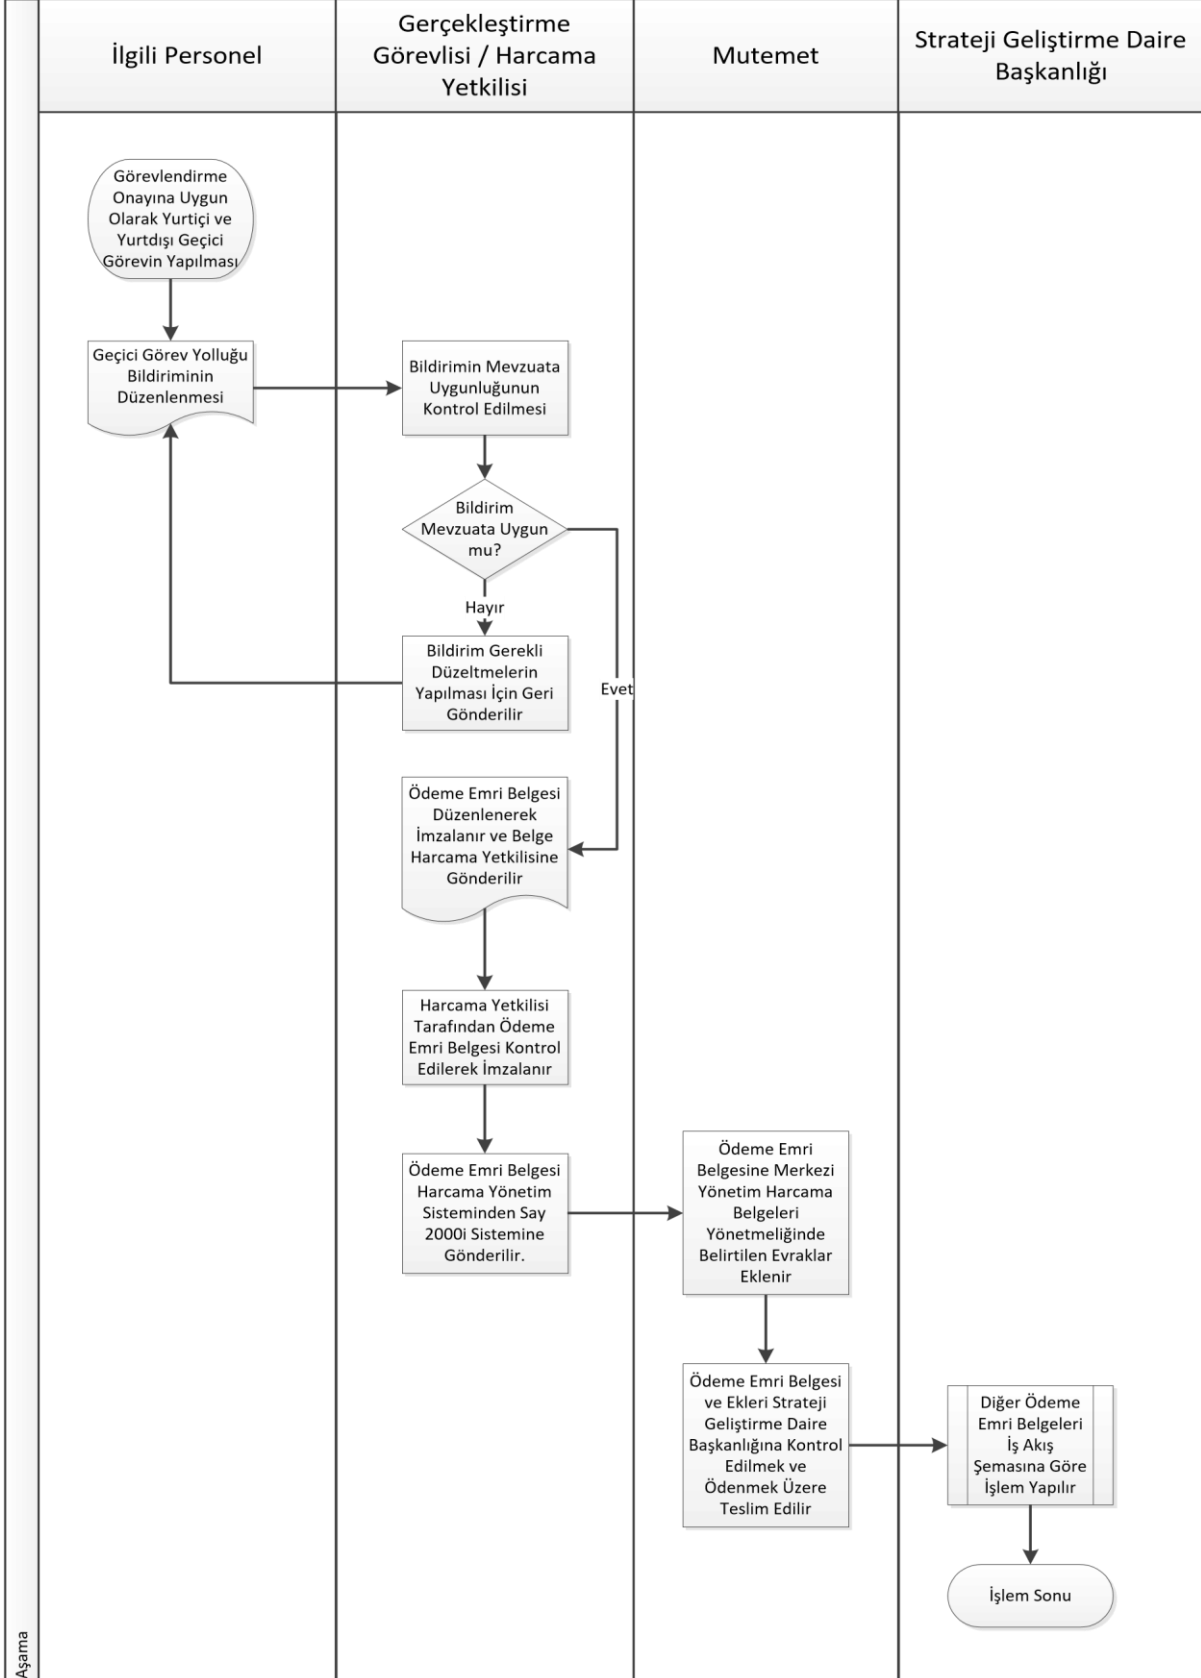 İlgili Personel
Gerçekleştirme
Görevlisi / Harcama
Yetkilisi
Mutemet
Strateji Geliştirme Daire
Başkanlığı
Görevlendirme
Onayına Uygun
Olarak Yurtiçi ve
Yurtdışı Geçici
Görevin Yapılması
Geçici Görev Yolluğu
Bildiriminin
Düzenlenmesi
Bildirimin Mevzuata
Uygunluğunun
Kontrol Edilmesi
Bildirim
Mevzuata Uygun
mu?
Hayır
Evet
Bildirim Gerekli
Düzeltmelerin
Yapılması İçin Geri
Gönderilir
Ödeme Emri Belgesi
Düzenlenerek
İmzalanır ve Belge
Harcama Yetkilisine
Gönderilir
Harcama Yetkilisi
Tarafından Ödeme
Emri Belgesi Kontrol
Edilerek İmzalanır
Ödeme Emri Belgesi
Harcama Yönetim
Sisteminden Say
2000i Sistemine
Gönderilir.
Ödeme Emri
Belgesine Merkezi
Yönetim Harcama
Belgeleri
Yönetmeliğinde
Belirtilen Evraklar
Eklenir
Ödeme Emri Belgesi
ve Ekleri Strateji
Geliştirme Daire
Başkanlığına Kontrol
Edilmek ve
Ödenmek Üzere
Teslim Edilir
Diğer Ödeme
Emri Belgeleri
İş Akış
Şemasına Göre
İşlem Yapılır
İşlem Sonu
Aşama